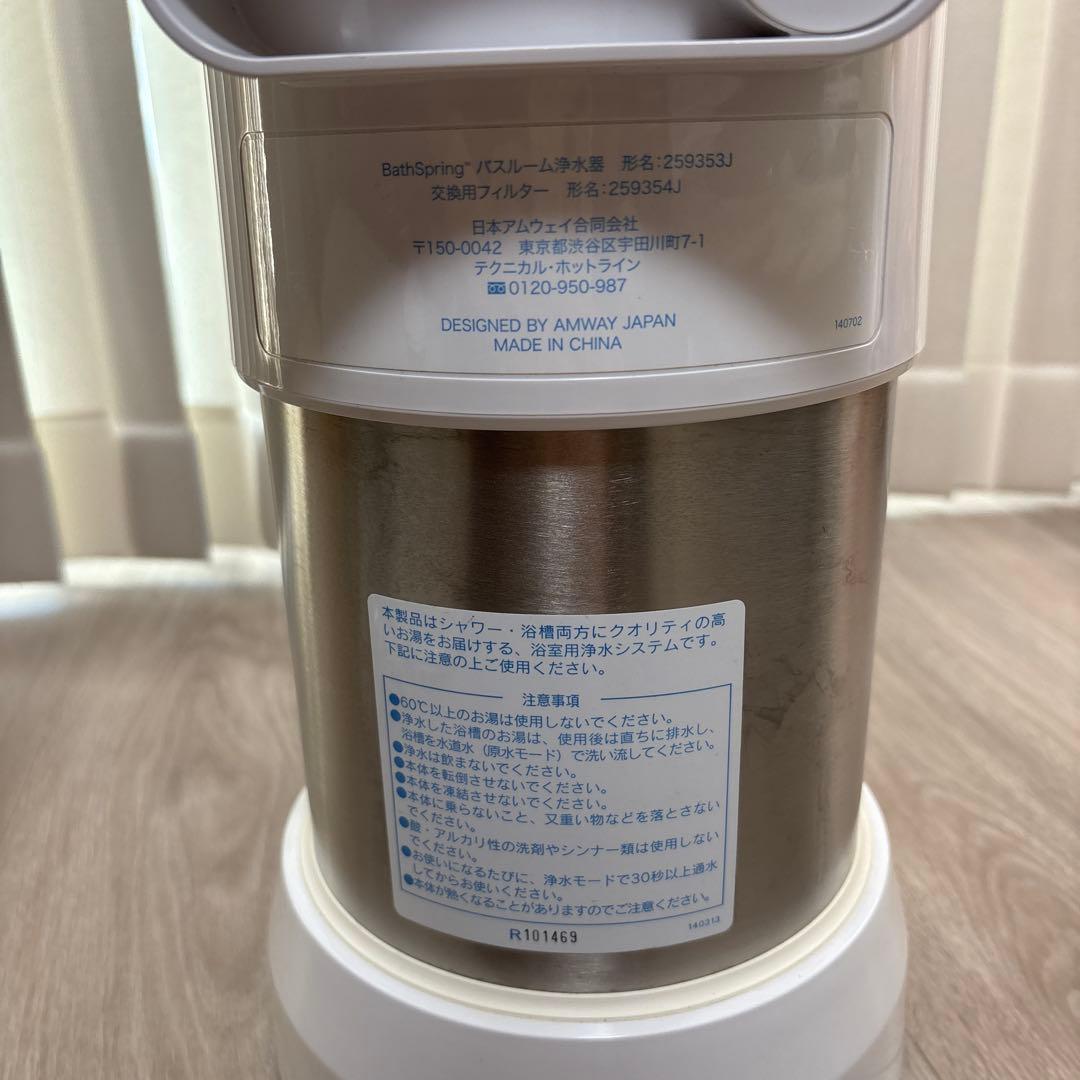 BathSpring™ バスルーム浄水器　形名：259353J
交換用フィルター　形名：259354J
日本アムウェイ合同会社
〒150-0042　東京都渋谷区宇田川町7-1
テクニカル・ホットライン
0120-950-987
DESIGNED BY AMWAY JAPAN
MADE IN CHINA
140702
本製品はシャワー・浴槽両方にクオリティの高
いお湯をお届けする、浴室用浄水システムです。
下記に注意の上ご使用ください。
注意事項
●60℃以上のお湯は使用しないでください。
●浄水した浴槽のお湯は、使用後は直ちに排水し、
浴槽を水道水（原水モード）で洗い流してください。
●浄水は飲まないでください。
●本体を転倒させないでください。
●本体を凍結させないでください。
●本体に乗らないこと、又重い物などを落とさない
でください。
●酸・アルカリ性の洗剤やシンナー類は使用しない
でください。
●お使いになるたびに、浄水モードで30秒以上通水
してからお使いください。
●本体が熱くなることがありますのでご注意ください。
R101469
140313